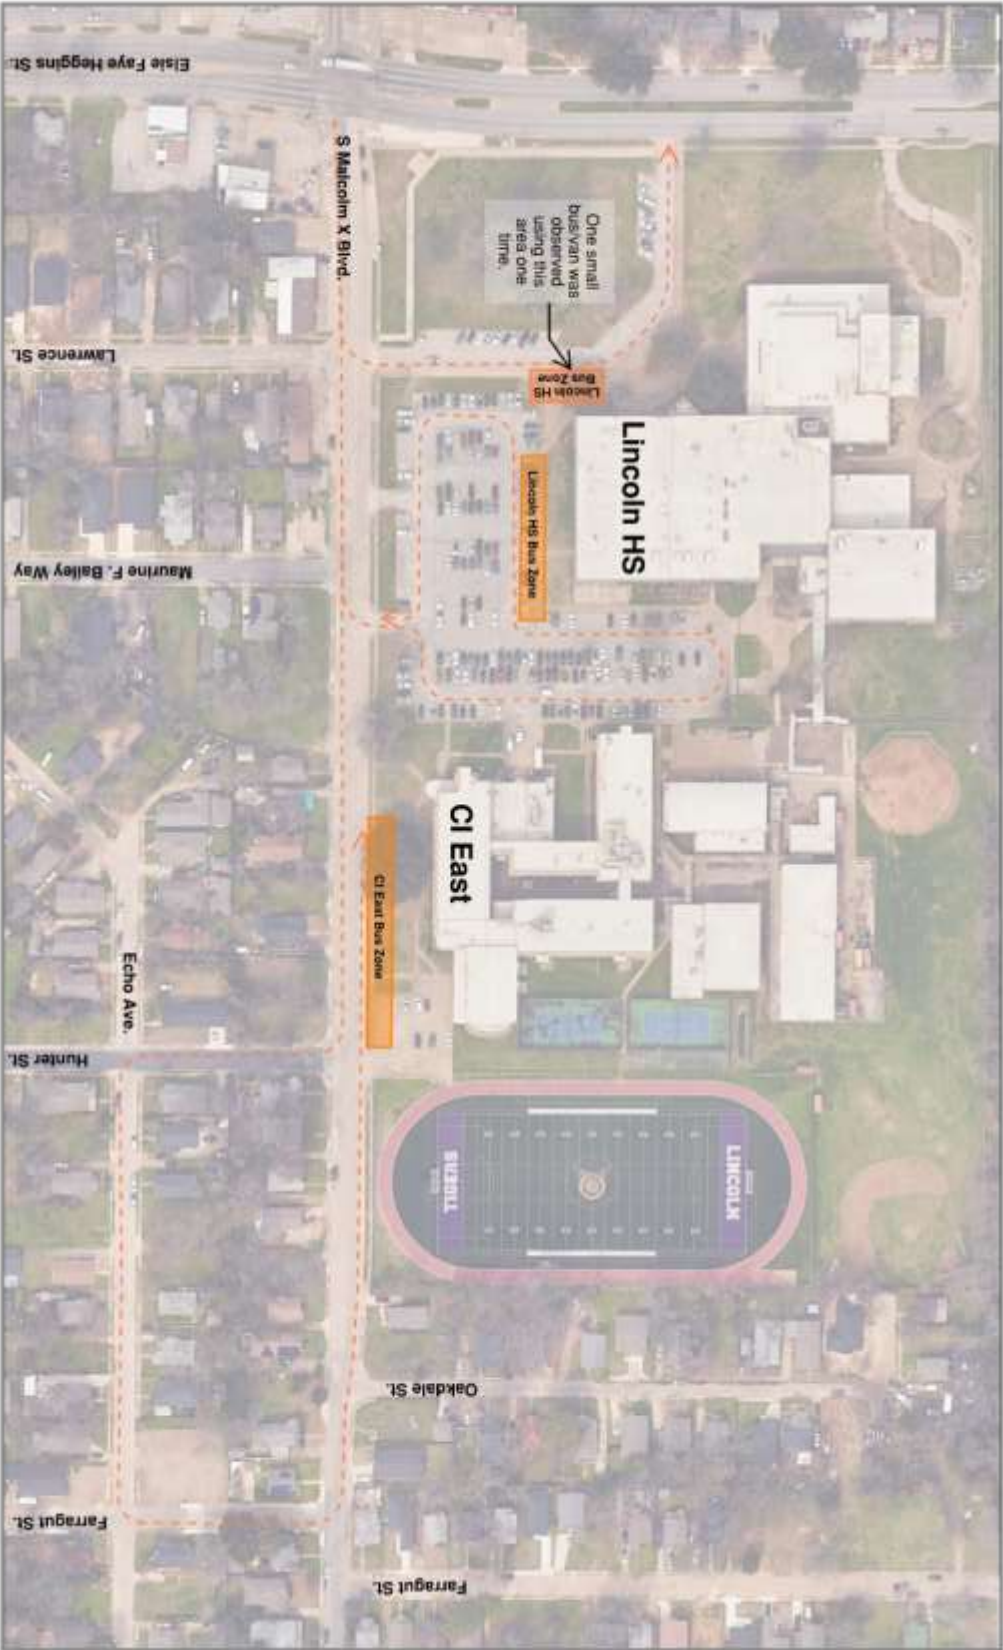 Elsie Faye Heggins St.
S Malcolm X Blvd.
One small
bus/van was
observed
using this
area one
time.
Lawrence St.
Lincoln HS
Bus Zone
Lincoln HS
Lincoln HS Bus Zone
Maurine F. Bailey Way
CI East
CI East Bus Zone
Echo Ave.
Hunter St.
LINCOLN
TIGERS
Oakdale St.
Farragut St.
Farragut St.